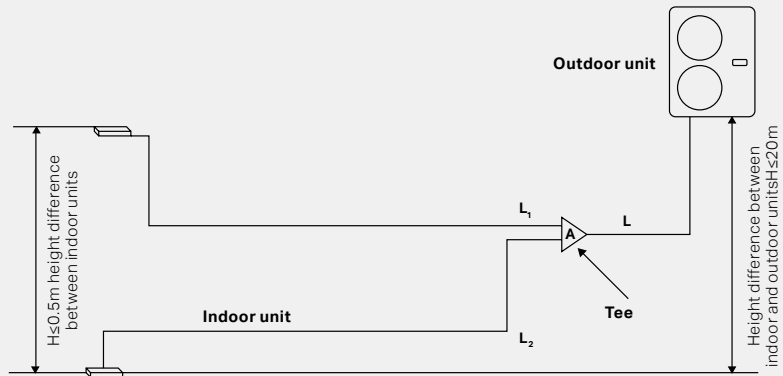 Outdoor unit
H≤0.5m height difference
between indoor units
L₁
A
L
Tee
Indoor unit
L₂
Height difference between
indoor and outdoor unitsH≤20m